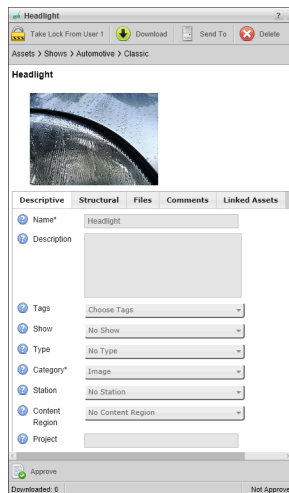 Headlight ?
Take Lock From User 1 Download Send To Delete
Assets > Shows > Automotive > Classic
Headlight
Descriptive Structural Files Comments Linked Assets
? Name* Headlight
? Description
? Tags Choose Tags
? Show No Show
? Type No Type
? Category* Image
? Station No Station
? Content Region No Content Region
? Project
Approve
Downloaded: 0 Not Approve